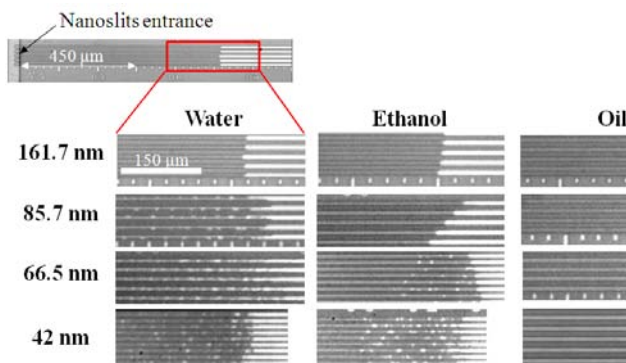 Nanoslits entrance
450 μm
Water
Ethanol
Oil
161.7 nm
150 μm
85.7 nm
66.5 nm
42 nm